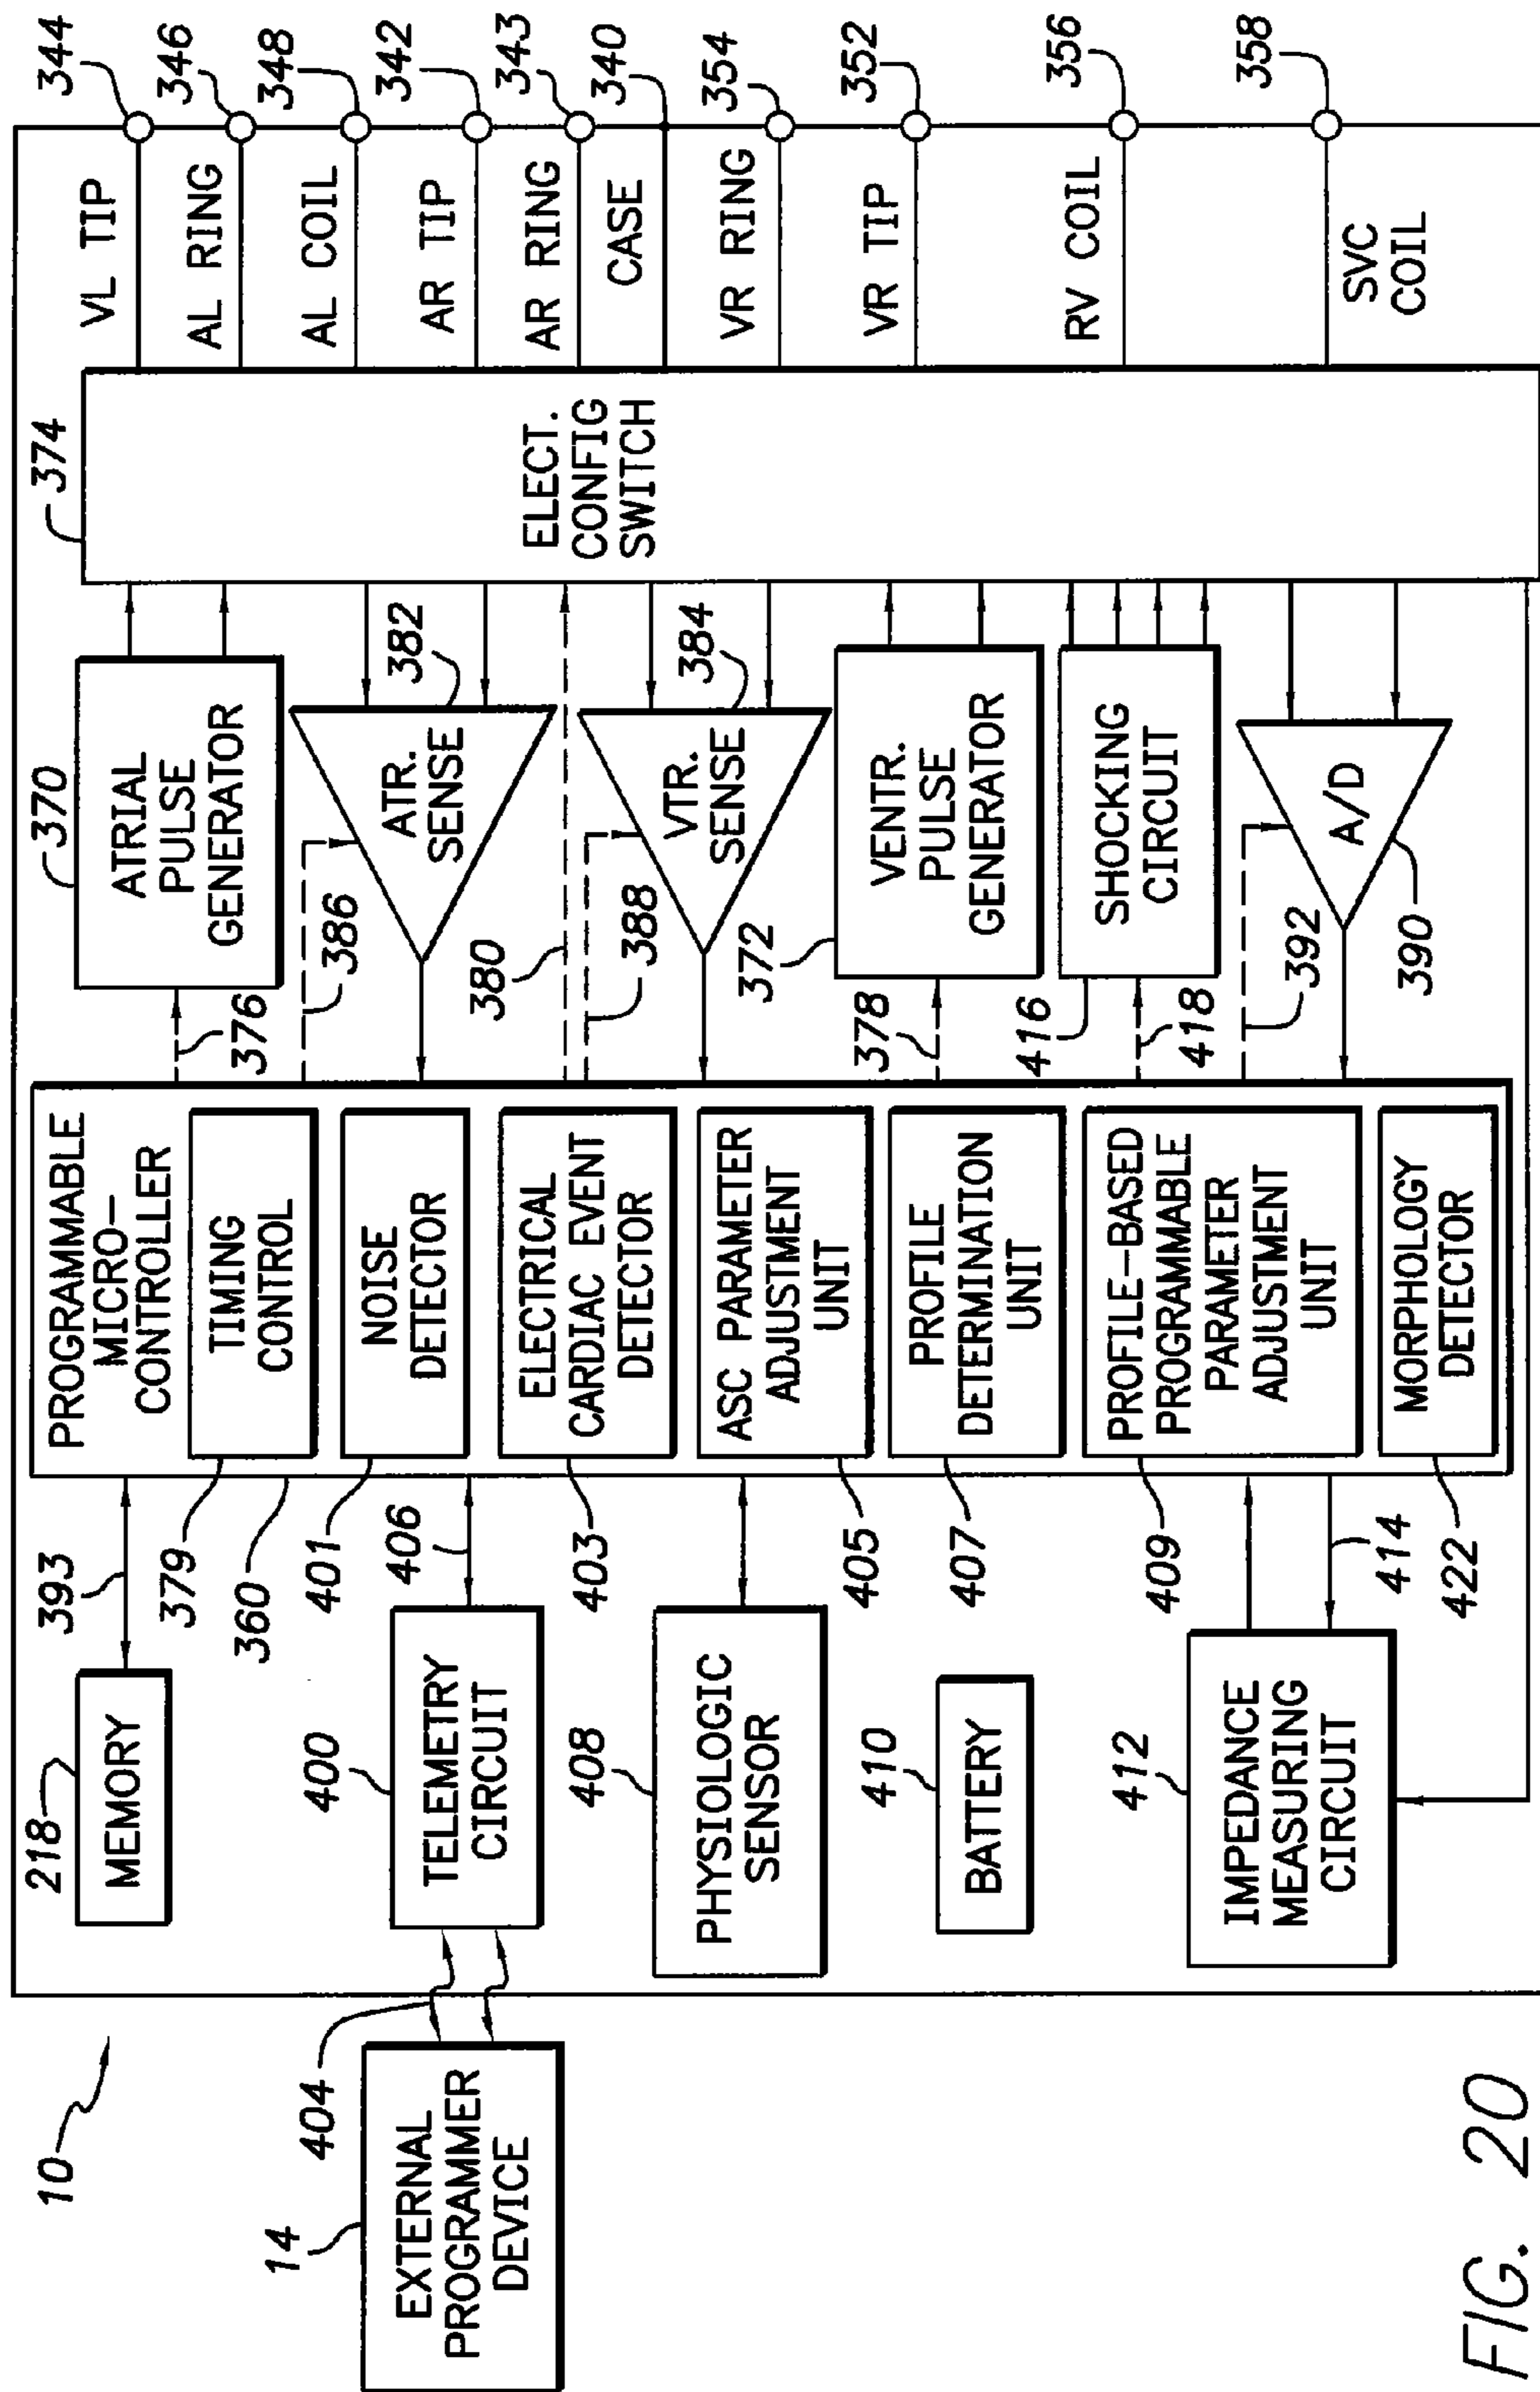 10
14
EXTERNAL
PROGRAMER
DEVICE
404
218
MEMORY
393
400
TELEMETRY
CIRCUIT
406
408
PHYSIOLOGIC
SENSOR
410
BATTERY
412
IMPEDANCE
MEASURING
CIRCUIT
414
379
360
401
403
405
407
409
422
PROGRAMMABLE
MICRO-
CONTROLLER
TIMING
CONTROL
NOISE
DETECTOR
ELECTRICAL
CARDIAC EVENT
DETECTOR
ASC PARAMETER
ADJUSTMENT
UNIT
PROFILE
DETERMINATION
UNIT
PROFILE-BASED
PROGRAMMABLE
PARAMETER
ADJUSTMENT
UNIT
MORPHOLOGY
DETECTOR
376
386
380
388
372
378
416
418
392
390
370
ATRIAL
PULSE
GENERATOR
ATR.
SENSE
382
VTR.
SENSE
384
VENTR.
PULSE
GENERATOR
SHOCKING
CIRCUIT
A/D
374
ELECT.
CONFIG
SWITCH
VL TIP
344
AL RING
346
AL COIL
348
AR TIP
342
AR RING
343
CASE
340
VR RING
354
VR TIP
352
RV COIL
356
SVC
COIL
358
FIG. 20